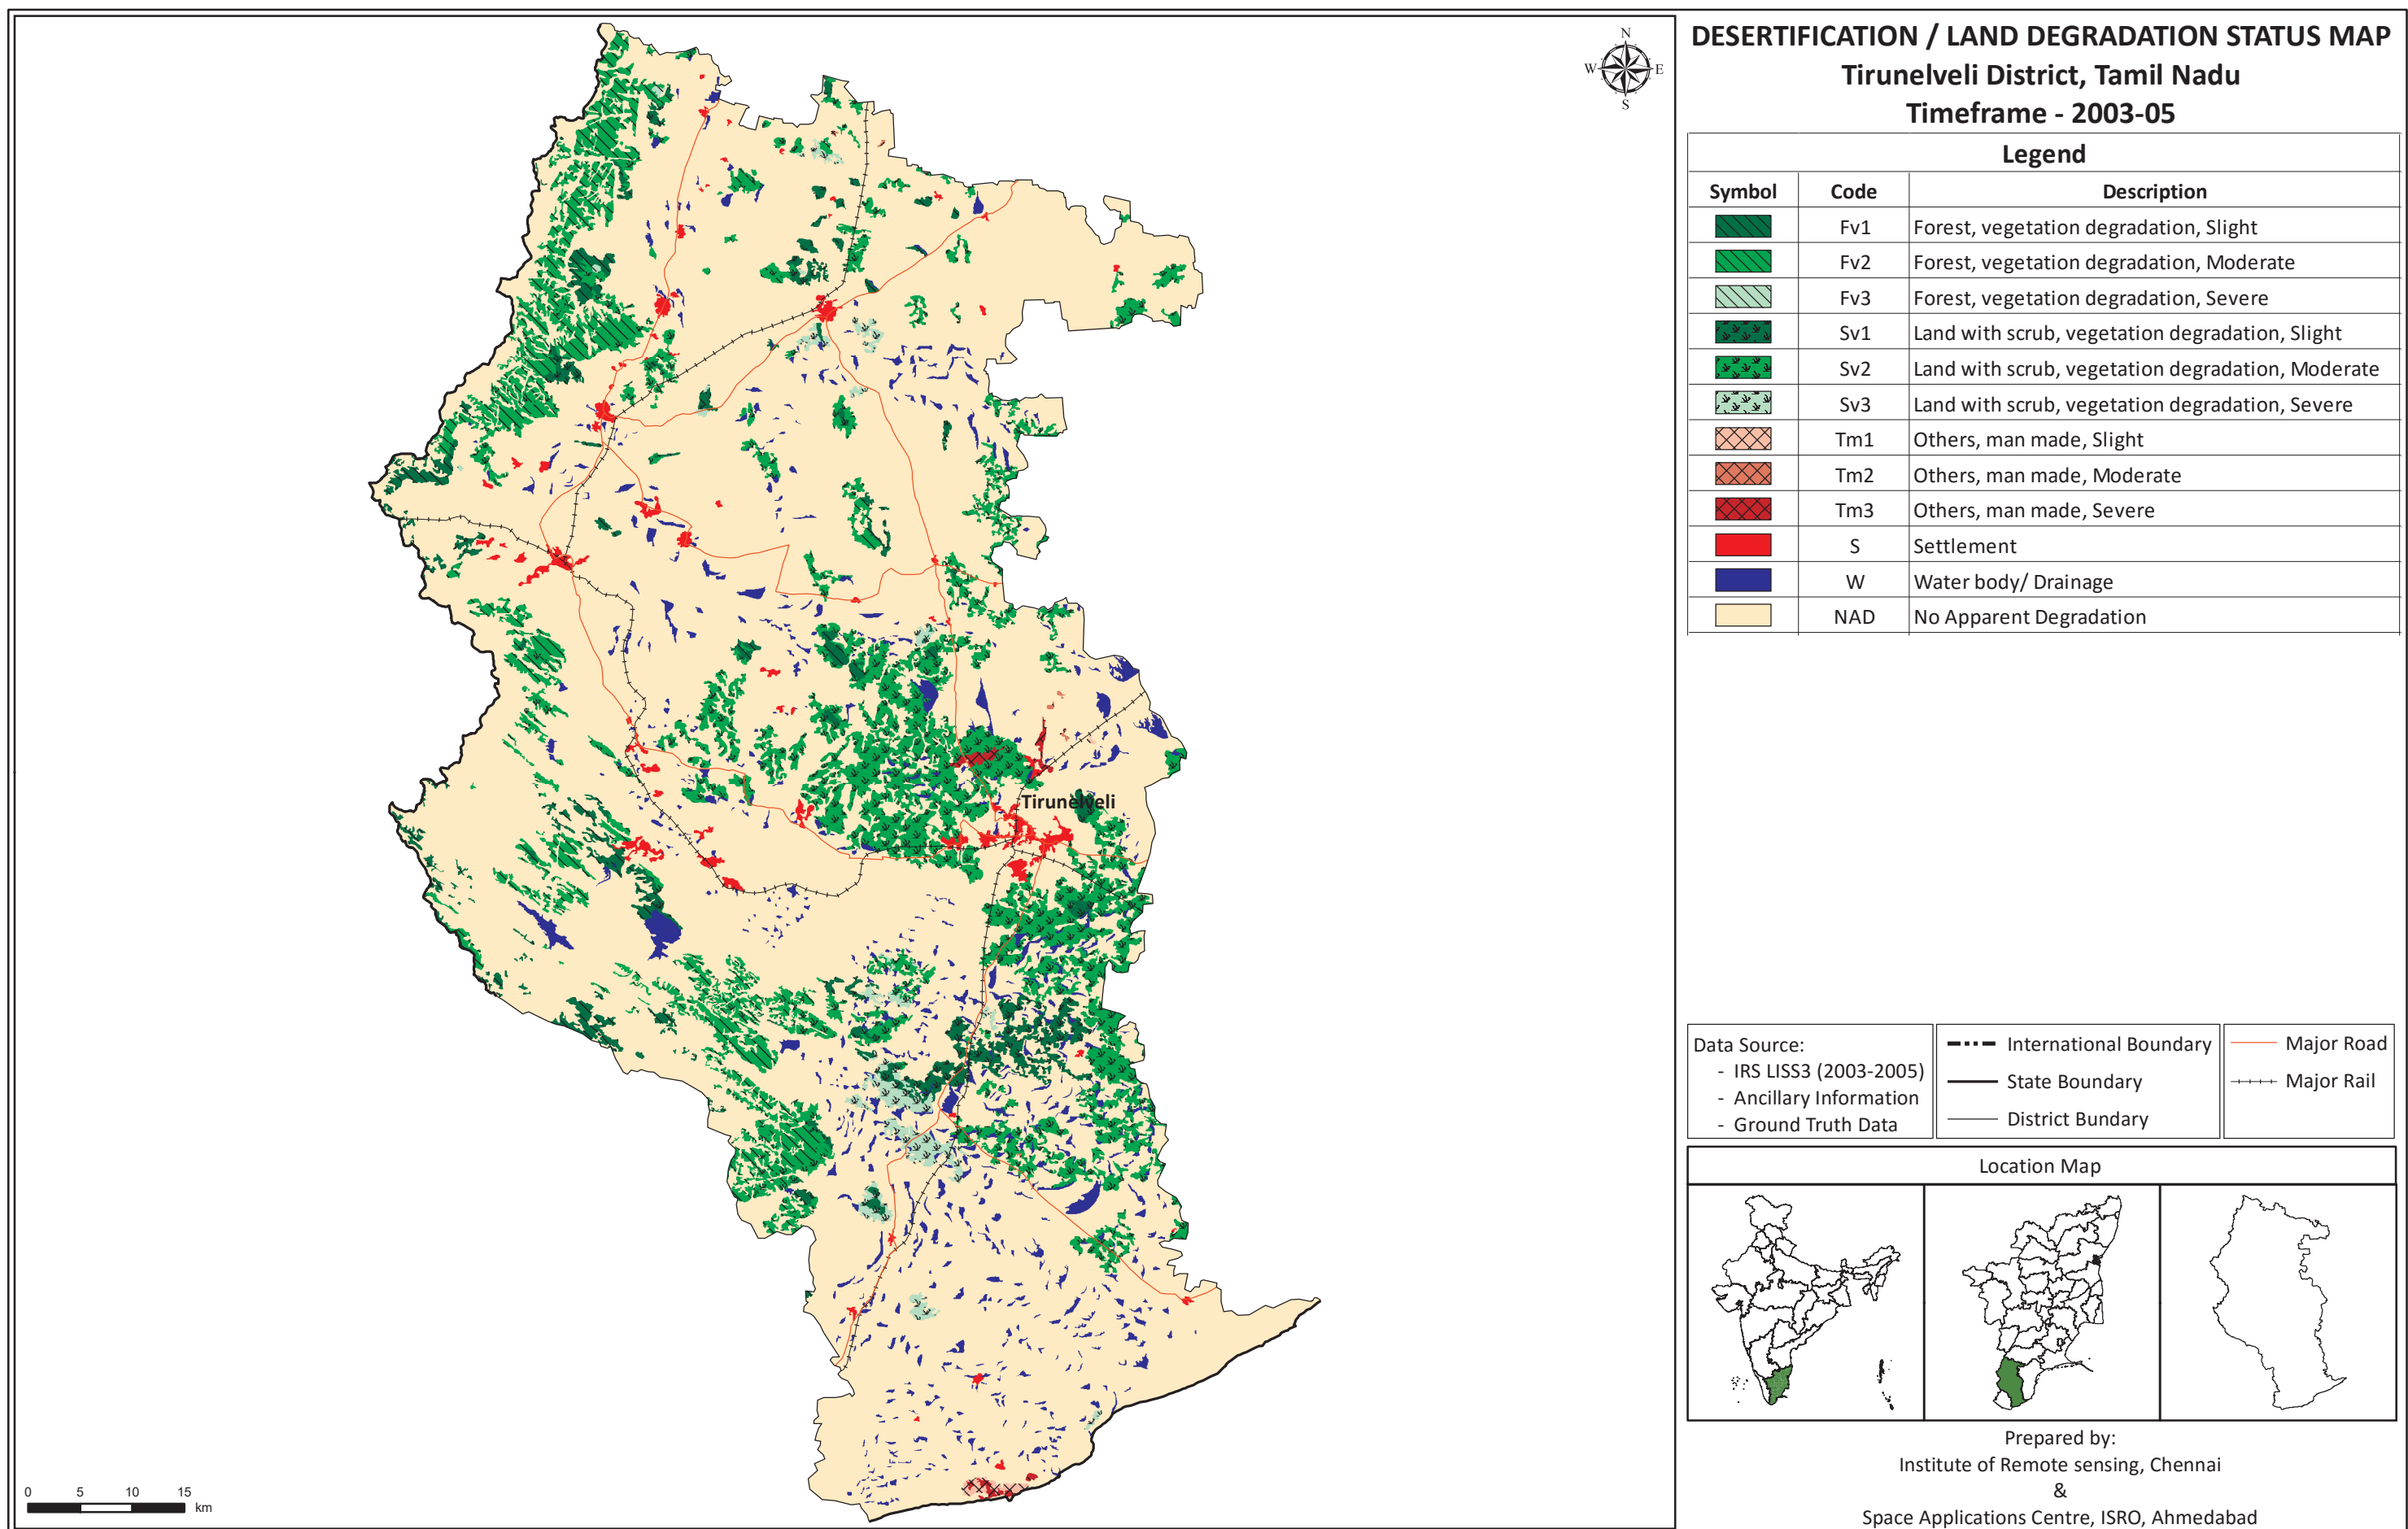 DESERTIFICATION / LAND DEGRADATION STATUS MAP
Tirunelveli District, Tamil Nadu
Timeframe - 2003-05
Legend
Symbol Code Description
Fv1 Forest, vegetation degradation, Slight
Fv2 Forest, vegetation degradation, Moderate
Fv3 Forest, vegetation degradation, Severe
Sv1 Land with scrub, vegetation degradation, Slight
Sv2 Land with scrub, vegetation degradation, Moderate
Sv3 Land with scrub, vegetation degradation, Severe
Tm1 Others, man made, Slight
Tm2 Others, man made, Moderate
Tm3 Others, man made, Severe
S Settlement
W Water body/ Drainage
NAD No Apparent Degradation
N
W E
S
Tirunelveli
0 5 10 15
km
Data Source:
- IRS LISS3 (2003-2005)
- Ancillary Information
- Ground Truth Data
International Boundary
State Boundary
District Bundary
Major Road
Major Rail
Location Map
Prepared by:
Institute of Remote sensing, Chennai
&
Space Applications Centre, ISRO, Ahmedabad